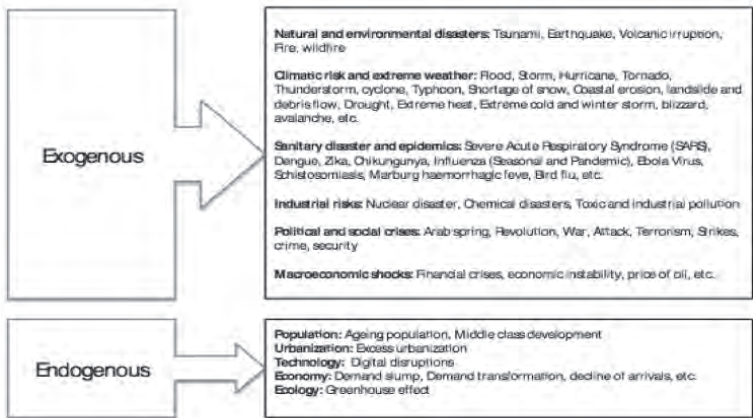 Exogenous
Natural and environmental disasters: Tsunami, Earthquake, Volcanic irruption,
Fire, wildfire
Climatic risk and extreme weather: Flood, Storm, Hurricane, Tornado,
Thunderstorm, cyclone, Typhoon, Shortage of snow, Coastal erosion, landslide and
debris flow, Drought, Extreme heat, Extreme cold and winter storm, blizzard,
avalanche, etc.
Sanitary disaster and epidemics: Severe Acute Respiratory Syndrome (SARS),
Dengue, Zika, Chikungunya, Influenza (Seasonal and Pandemic), Ebola Virus,
Schistosomiasis, Marburg haemorrhagic feve, Bird flu, etc.
Industrial risks: Nuclear disaster, Chemical disasters, Toxic and industrial pollution
Political and social crises: Arab spring, Revolution, War, Attack, Terrorism, Strikes,
crime, security
Macroeconomic shocks: Financial crises, economic instability, price of oil, etc.
Endogenous
Population: Ageing population, Middle class development
Urbanization: Excess urbanization
Technology: Digital disruptions
Economy: Demand slump, Demand transformation, decline of arrivals, etc.
Ecology: Greenhouse effect